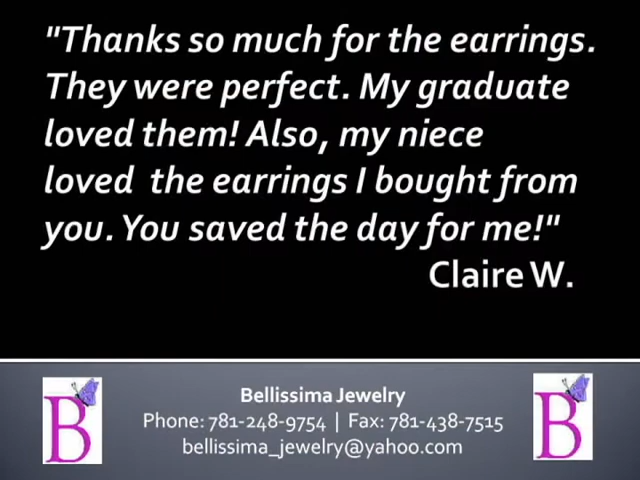 "Thanks so much for the earrings.
They were perfect. My graduate
loved them! Also, my niece
loved  the earrings I bought from
you. You saved the day for me!"
Claire W.
B
Bellissima Jewelry
Phone: 781-248-9754 | Fax: 781-438-7515
bellissima_jewelry@yahoo.com
B